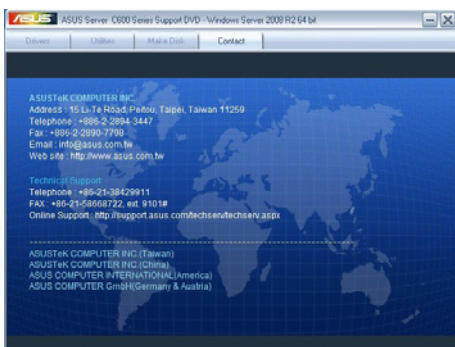 ASUS ASUS Server C600 Series Support DVD - Windows Server 2008 R2 64 bit
Drivers Utilities Make Disk Contact
ASUSTeK COMPUTER INC.
Address : 15 Li-Te Road, Peitou, Taipei, Taiwan 11259
Telephone : +886-2-2894-3447
Fax : +886-2-2890-7798
Email : info@asus.com.tw
Web site : http://www.asus.com.tw
Technical Support
Telephone : +86-21-38429911
FAX : +86-21-58668722, ext. 9101#
Online Support : http://support.asus.com/techserv/techserv.aspx
ASUSTeK COMPUTER INC.(Taiwan)
ASUSTeK COMPUTER INC.(China)
ASUS COMPUTER INTERNATIONAL(America)
ASUS COMPUTER GmbH(Germany & Austria)